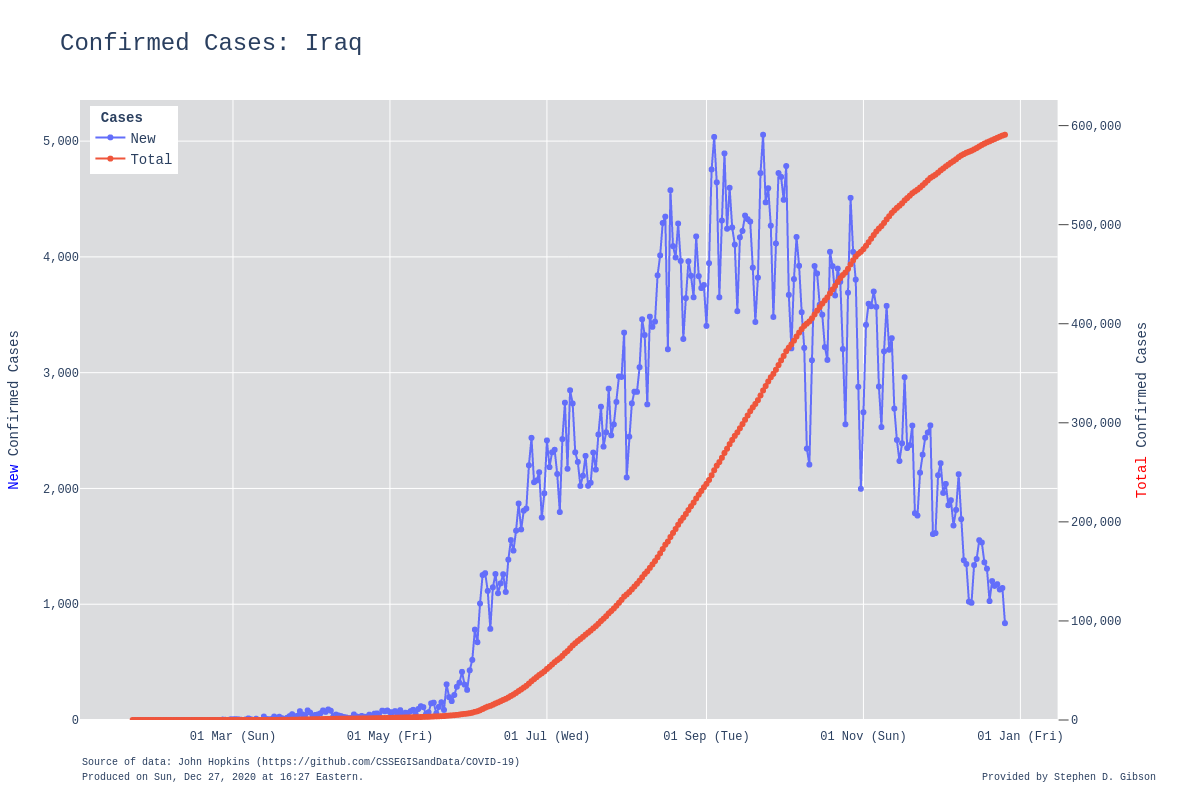 Confirmed Cases: Iraq
Cases
New
Total
5,000
4,000
3,000
2,000
1,000
0
New Confirmed Cases
600,000
500,000
400,000
300,000
200,000
100,000
0
Total Confirmed Cases
01 Mar (Sun) 01 May (Fri) 01 Jul (Wed) 01 Sep (Tue) 01 Nov (Sun) 01 Jan (Fri)
Source of data: John Hopkins (https://github.com/CSSEGISandData/COVID-19)
Produced on Sun, Dec 27, 2020 at 16:27 Eastern.
Provided by Stephen D. Gibson